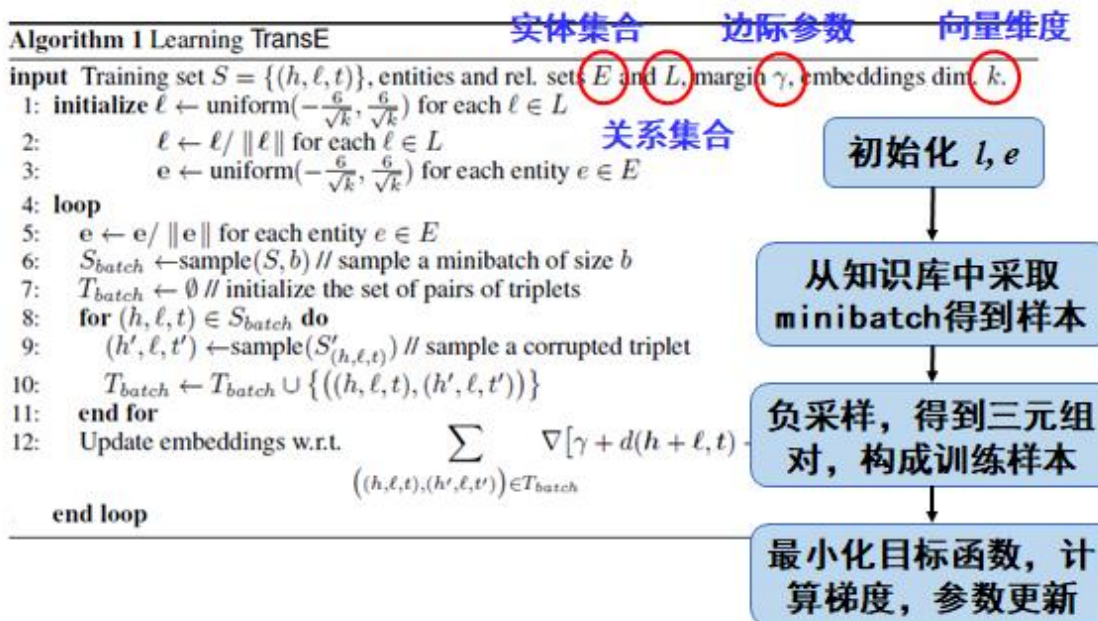 实体集合 边际参数 向量维度
Algorithm 1 Learning TransE
input Training set S = {(h, ℓ, t)}, entities and rel. sets E and L, margin γ, embeddings dim. k.
1: initialize ℓ ← uniform(−6/√k, 6/√k) for each ℓ ∈ L
关系集合
2: ℓ ← ℓ/ ‖ℓ‖ for each ℓ ∈ L
3: e ← uniform(−6/√k, 6/√k) for each entity e ∈ E
4: loop
5: e ← e/ ‖e‖ for each entity e ∈ E
6: S_batch ←sample(S, b) // sample a minibatch of size b
7: T_batch ← ∅ // initialize the set of pairs of triplets
8: for (h, ℓ, t) ∈ S_batch do
9: (h′, ℓ, t′) ←sample(S′_(h,ℓ,t)) // sample a corrupted triplet
10: T_batch ← T_batch ∪ {((h, ℓ, t), (h′, ℓ, t′))}
11: end for
12: Update embeddings w.r.t. ∑ ∇[γ + d(h + ℓ, t) -
((h,ℓ,t),(h′,ℓ,t′))∈T_batch
end loop
初始化 l, e
从知识库中采取
minibatch得到样本
负采样，得到三元组
对，构成训练样本
最小化目标函数，计
算梯度，参数更新